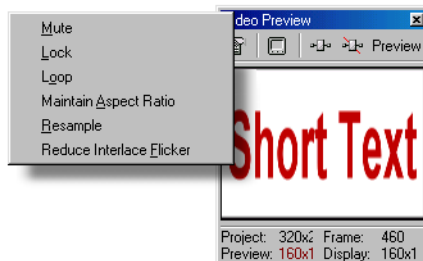 Mute
Lock
Loop
Maintain Aspect Ratio
Resample
Reduce Interlace Flicker
deo Preview
Preview
Short Text
Project: 320x2 Frame: 460
Preview: 160x1 Display: 160x1